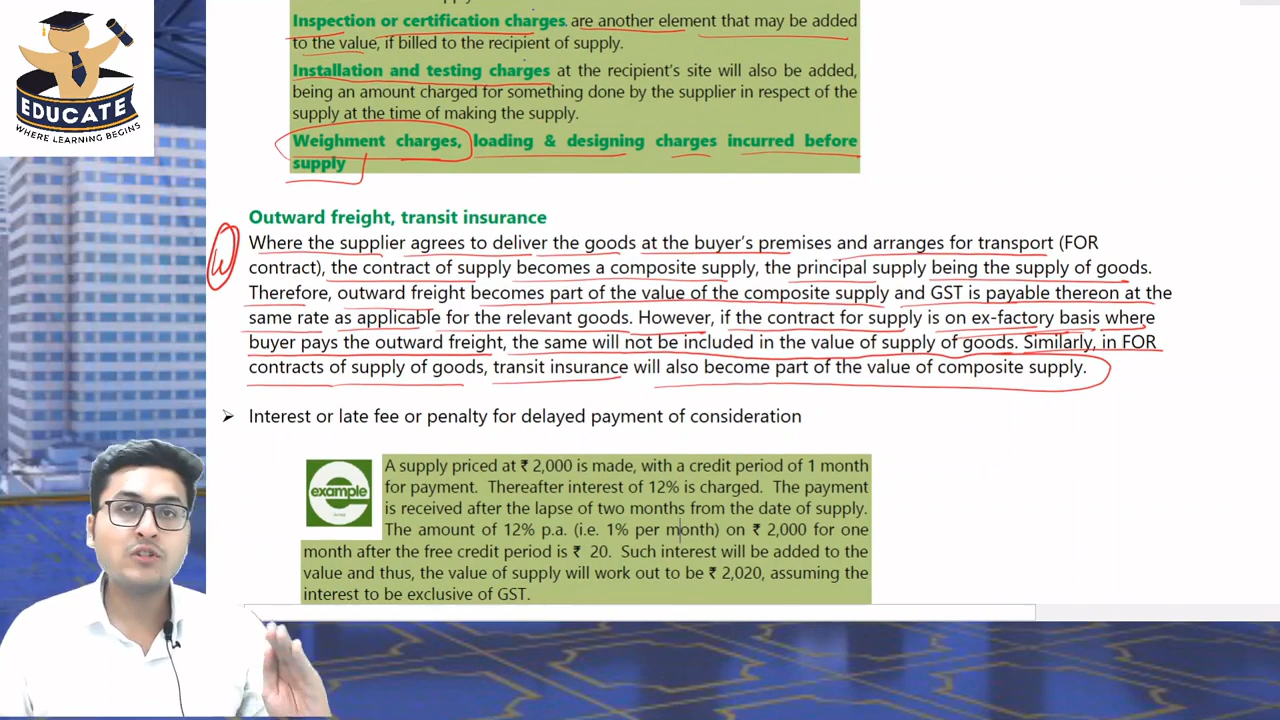 EDUCATE
WHERE LEARNING BEGINS
Inspection or certification charges are another element that may be added
to the value, if billed to the recipient of supply.
Installation and testing charges at the recipient's site will also be added,
being an amount charged for something done by the supplier in respect of the
supply at the time of making the supply.
Weighment charges, loading & designing charges incurred before
supply
Outward freight, transit insurance
Where the supplier agrees to deliver the goods at the buyer's premises and arranges for transport (FOR
contract), the contract of supply becomes a composite supply, the principal supply being the supply of goods.
Therefore, outward freight becomes part of the value of the composite supply and GST is payable thereon at the
same rate as applicable for the relevant goods. However, if the contract for supply is on ex-factory basis where
buyer pays the outward freight, the same will not be included in the value of supply of goods. Similarly, in FOR
contracts of supply of goods, transit insurance will also become part of the value of composite supply.
➢ Interest or late fee or penalty for delayed payment of consideration
example
A supply priced at ₹ 2,000 is made, with a credit period of 1 month
for payment. Thereafter interest of 12% is charged. The payment
is received after the lapse of two months from the date of supply.
The amount of 12% p.a. (i.e. 1% per month) on ₹ 2,000 for one
month after the free credit period is ₹ 20. Such interest will be added to the
value and thus, the value of supply will work out to be ₹ 2,020, assuming the
interest to be exclusive of GST.